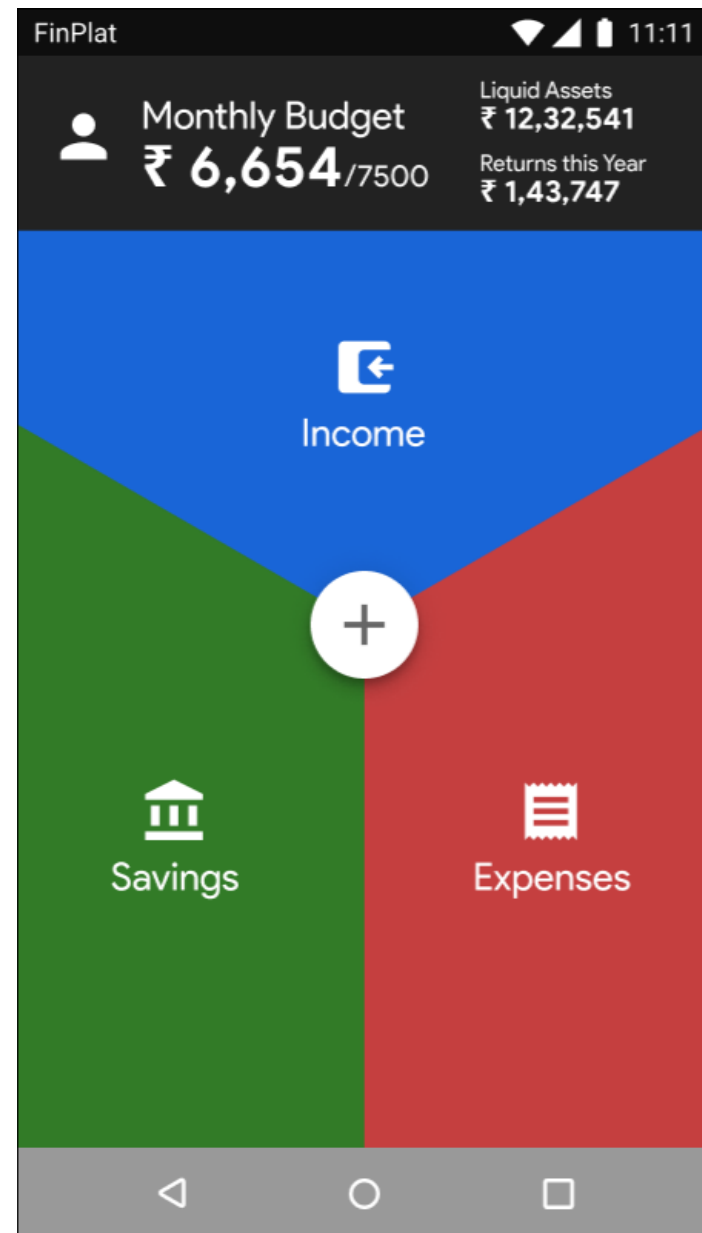 FinPlat 11:11
Monthly Budget
₹ 6,654/7500
Liquid Assets
₹ 12,32,541
Returns this Year
₹ 1,43,747
Income
Savings
Expenses